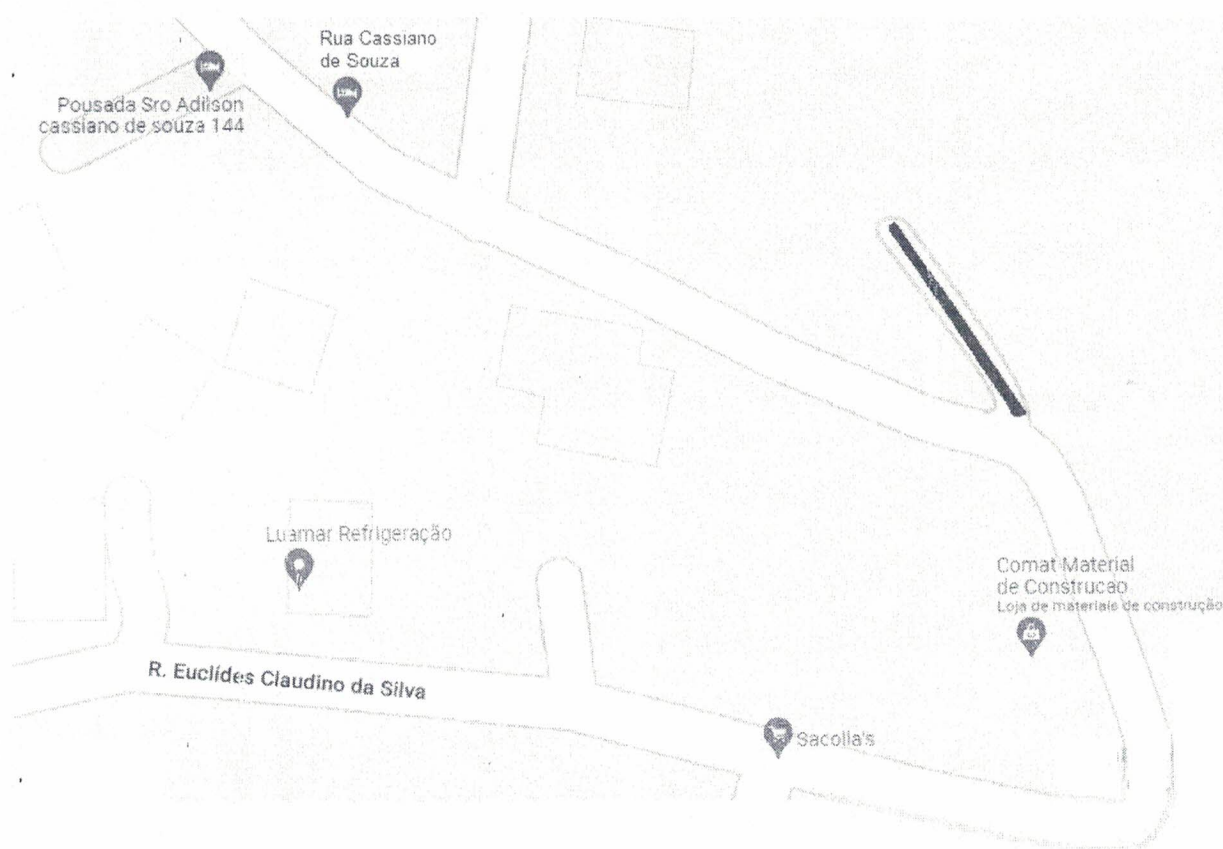 Rua Cassiano
de Souza
Pousada Sro Adilson
cassiano de souza 144
Luamar Refrigeração
Comat Material
de Construcao
Loja de materiais de construção
R. Euclídes Claudino da Silva
Sacolla's